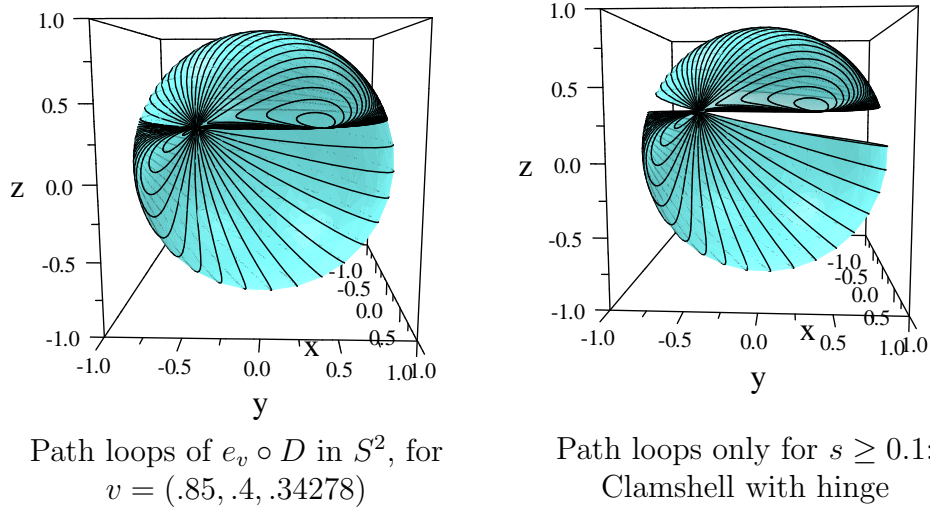 1.0
0.5
z 0.0
-0.5
-1.0
-1.0 -0.5 0.0 0.5 1.0
y
-1.0
-0.5
0.0
0.5
1.0
x
Path loops of e_v ∘ D in S², for
v = (.85, .4, .34278)
1.0
0.5
z 0.0
-0.5
-1.0
-1.0 -0.5 0.0 0.5 1.0
y
-1.0
-0.5
0.0
0.5
1.0
x
Path loops only for s ≥ 0.1:
Clamshell with hinge